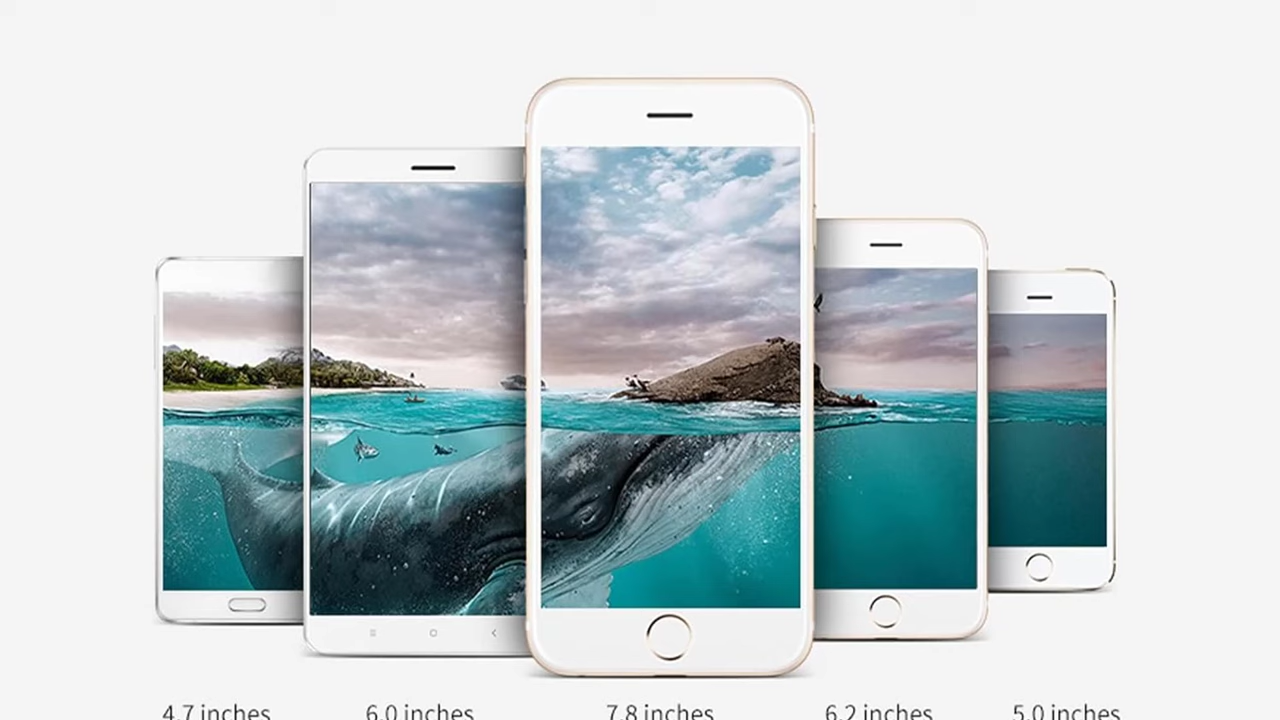 4.7 inches
6.0 inches
7.8 inches
6.2 inches
5.0 inches